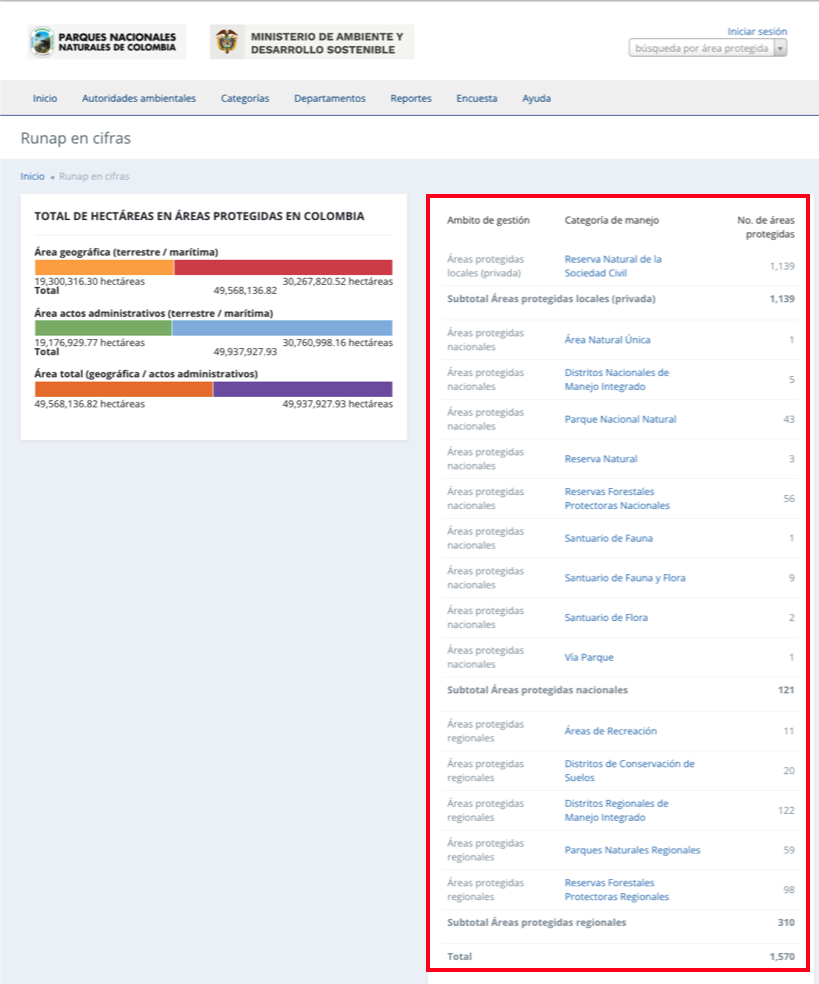 PARQUES NACIONALES
NATURALES DE COLOMBIA
MINISTERIO DE AMBIENTE Y
DESARROLLO SOSTENIBLE
Iniciar sesión
búsqueda por área protegida
Inicio Autoridades ambientales Categorías Departamentos Reportes Encuesta Ayuda
Runap en cifras
Inicio • Runap en cifras
TOTAL DE HECTÁREAS EN ÁREAS PROTEGIDAS EN COLOMBIA
Área geográfica (terrestre / marítima)
19,300,316.30 hectáreas 30,267,820.52 hectáreas
Total 49,568,136.82
Área actos administrativos (terrestre / marítima)
19,176,929.77 hectáreas 30,760,998.16 hectáreas
Total 49,937,927.93
Área total (geográfica / actos administrativos)
49,568,136.82 hectáreas 49,937,927.93 hectáreas
Ambito de gestión Categoría de manejo No. de áreas
protegidas
Áreas protegidas Reserva Natural de la
locales (privada) Sociedad Civil 1,139
Subtotal Áreas protegidas locales (privada) 1,139
Áreas protegidas
nacionales Área Natural Única 1
Áreas protegidas Distritos Nacionales de
nacionales Manejo Integrado 5
Áreas protegidas
nacionales Parque Nacional Natural 43
Áreas protegidas
nacionales Reserva Natural 3
Áreas protegidas Reservas Forestales
nacionales Protectoras Nacionales 56
Áreas protegidas
nacionales Santuario de Fauna 1
Áreas protegidas
nacionales Santuario de Fauna y Flora 9
Áreas protegidas
nacionales Santuario de Flora 2
Áreas protegidas
nacionales Vía Parque 1
Subtotal Áreas protegidas nacionales 121
Áreas protegidas
regionales Áreas de Recreación 11
Áreas protegidas Distritos de Conservación de
regionales Suelos 20
Áreas protegidas Distritos Regionales de
regionales Manejo Integrado 122
Áreas protegidas
regionales Parques Naturales Regionales 59
Áreas protegidas Reservas Forestales
regionales Protectoras Regionales 98
Subtotal Áreas protegidas regionales 310
Total 1,570